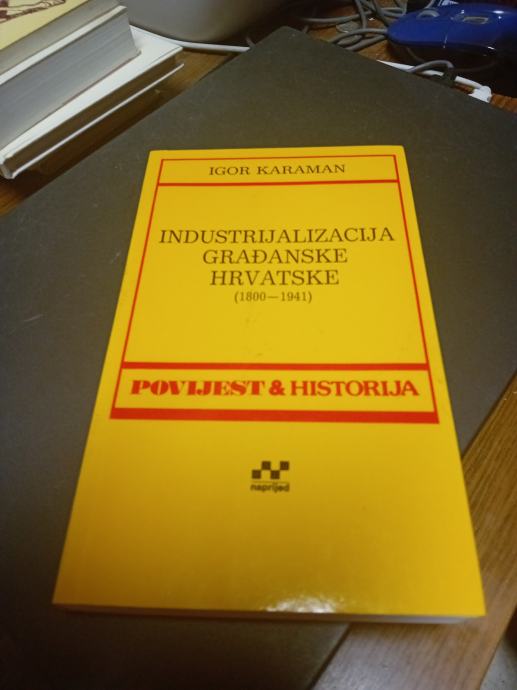 IGOR KARAMAN
INDUSTRIJALIZACIJA
GRAĐANSKE
HRVATSKE
(1800—1941)
POVIJEST & HISTORIJA
naprijed